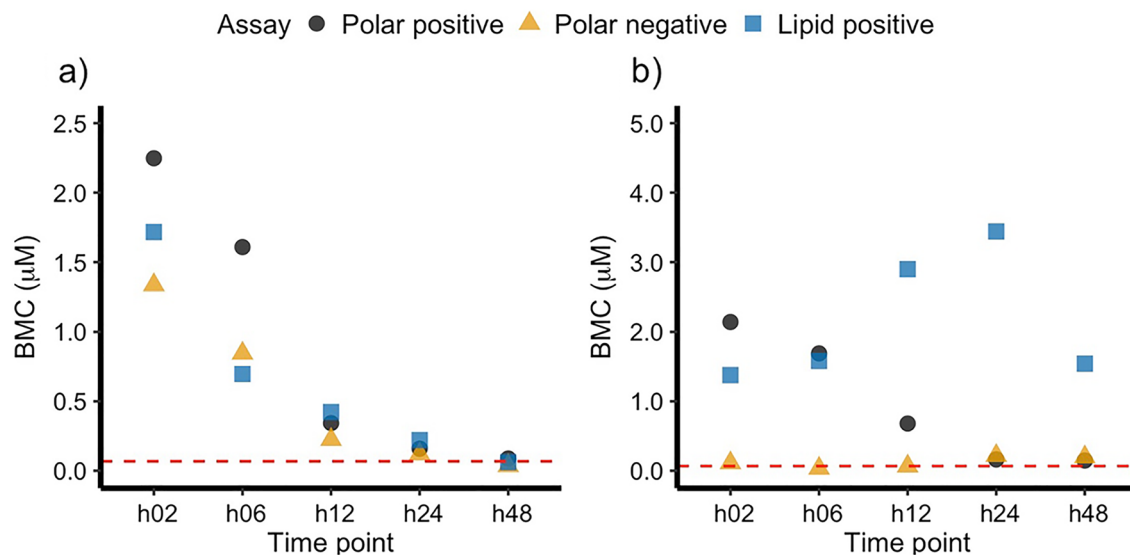 Assay Polar positive Polar negative Lipid positive
a)
2.5
2.0
1.5
1.0
0.5
0.0
BMC (μM)
h02 h06 h12 h24 h48
Time point
b)
5.0
4.0
3.0
2.0
1.0
0.0
BMC (μM)
h02 h06 h12 h24 h48
Time point